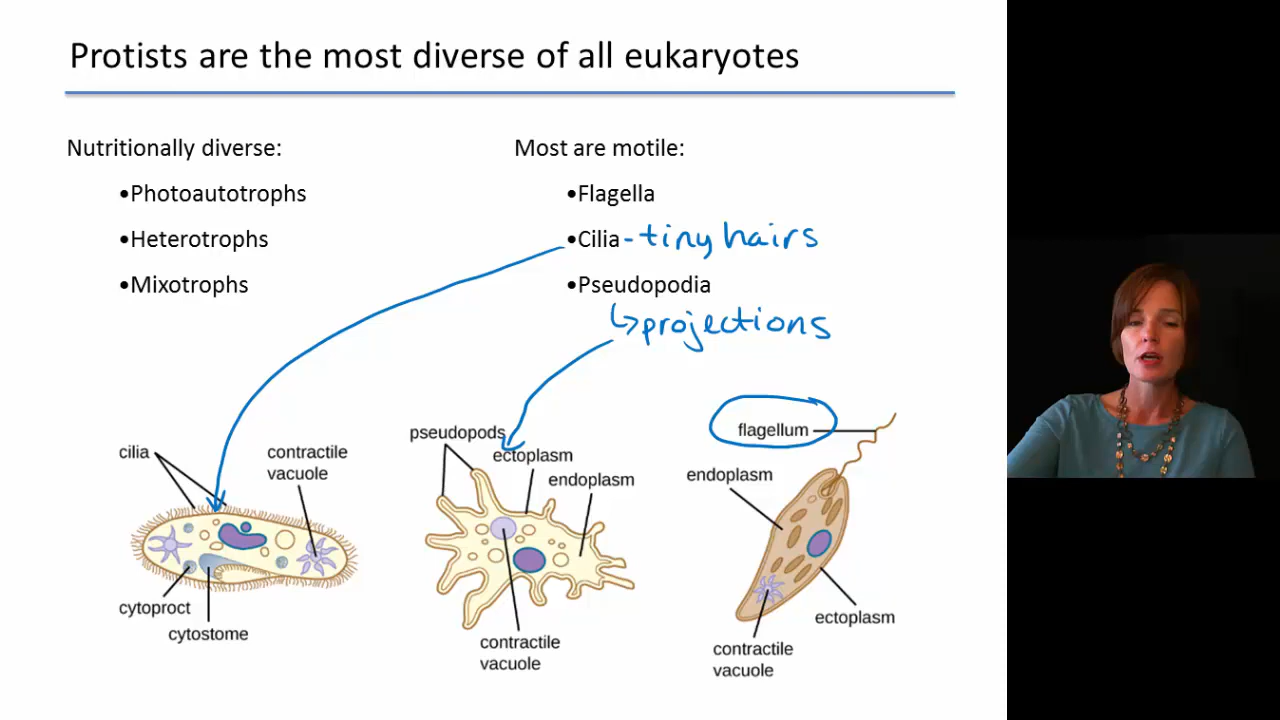 Protists are the most diverse of all eukaryotes
Nutritionally diverse:
•Photoautotrophs
•Heterotrophs
•Mixotrophs
Most are motile:
•Flagella
•Cilia - tiny hairs
•Pseudopodia
↳projections
cilia
contractile
vacuole
cytoproct
cytostome
pseudopods
ectoplasm
endoplasm
contractile
vacuole
flagellum
endoplasm
ectoplasm
contractile
vacuole